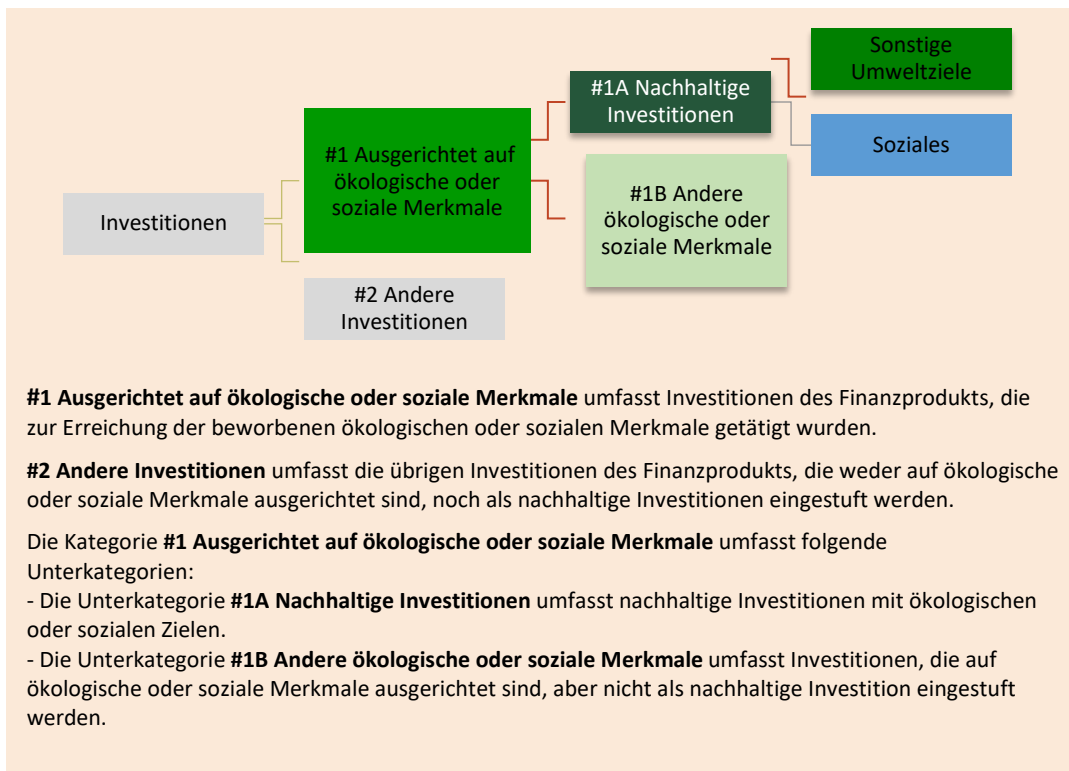 Sonstige
Umweltziele
#1A Nachhaltige
Investitionen
Soziales
#1 Ausgerichtet auf
ökologische oder
soziale Merkmale
#1B Andere
ökologische oder
soziale Merkmale
Investitionen
#2 Andere
Investitionen
#1 Ausgerichtet auf ökologische oder soziale Merkmale umfasst Investitionen des Finanzprodukts, die
zur Erreichung der beworbenen ökologischen oder sozialen Merkmale getätigt wurden.
#2 Andere Investitionen umfasst die übrigen Investitionen des Finanzprodukts, die weder auf ökologische
oder soziale Merkmale ausgerichtet sind, noch als nachhaltige Investitionen eingestuft werden.
Die Kategorie #1 Ausgerichtet auf ökologische oder soziale Merkmale umfasst folgende
Unterkategorien:
- Die Unterkategorie #1A Nachhaltige Investitionen umfasst nachhaltige Investitionen mit ökologischen
oder sozialen Zielen.
- Die Unterkategorie #1B Andere ökologische oder soziale Merkmale umfasst Investitionen, die auf
ökologische oder soziale Merkmale ausgerichtet sind, aber nicht als nachhaltige Investition eingestuft
werden.